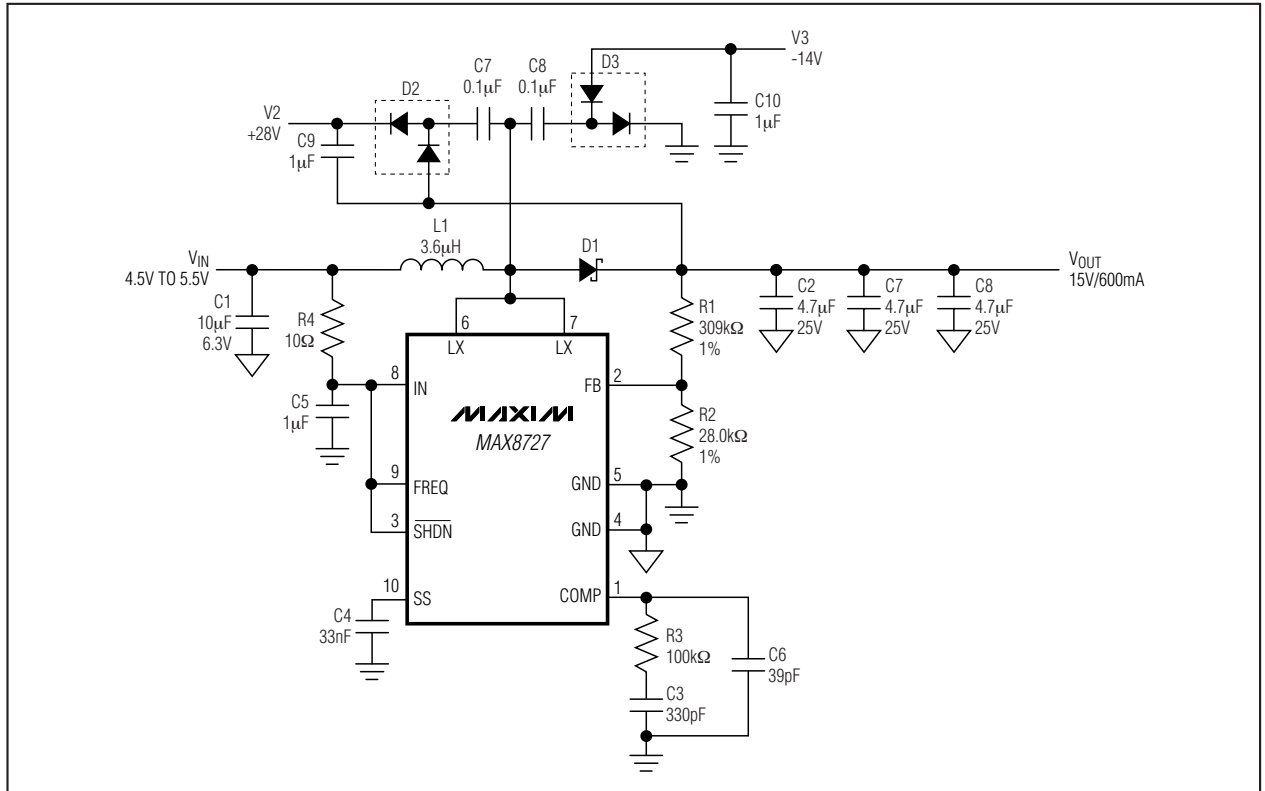 V3
-14V
C7
0.1µF
C8
0.1µF
D3
D2
C10
1µF
V2
+28V
C9
1µF
L1
3.6µH
D1
VIN
4.5V TO 5.5V
VOUT
15V/600mA
C1
10µF
6.3V
R4
10Ω
C2
4.7µF
25V
C7
4.7µF
25V
C8
4.7µF
25V
R1
309kΩ
1%
6
LX
7
LX
8
IN
2
FB
C5
1µF
MAXIM
MAX8727
R2
28.0kΩ
1%
9
FREQ
5
GND
3
SHDN
4
GND
10
SS
1
COMP
C4
33nF
R3
100kΩ
C6
39pF
C3
330pF